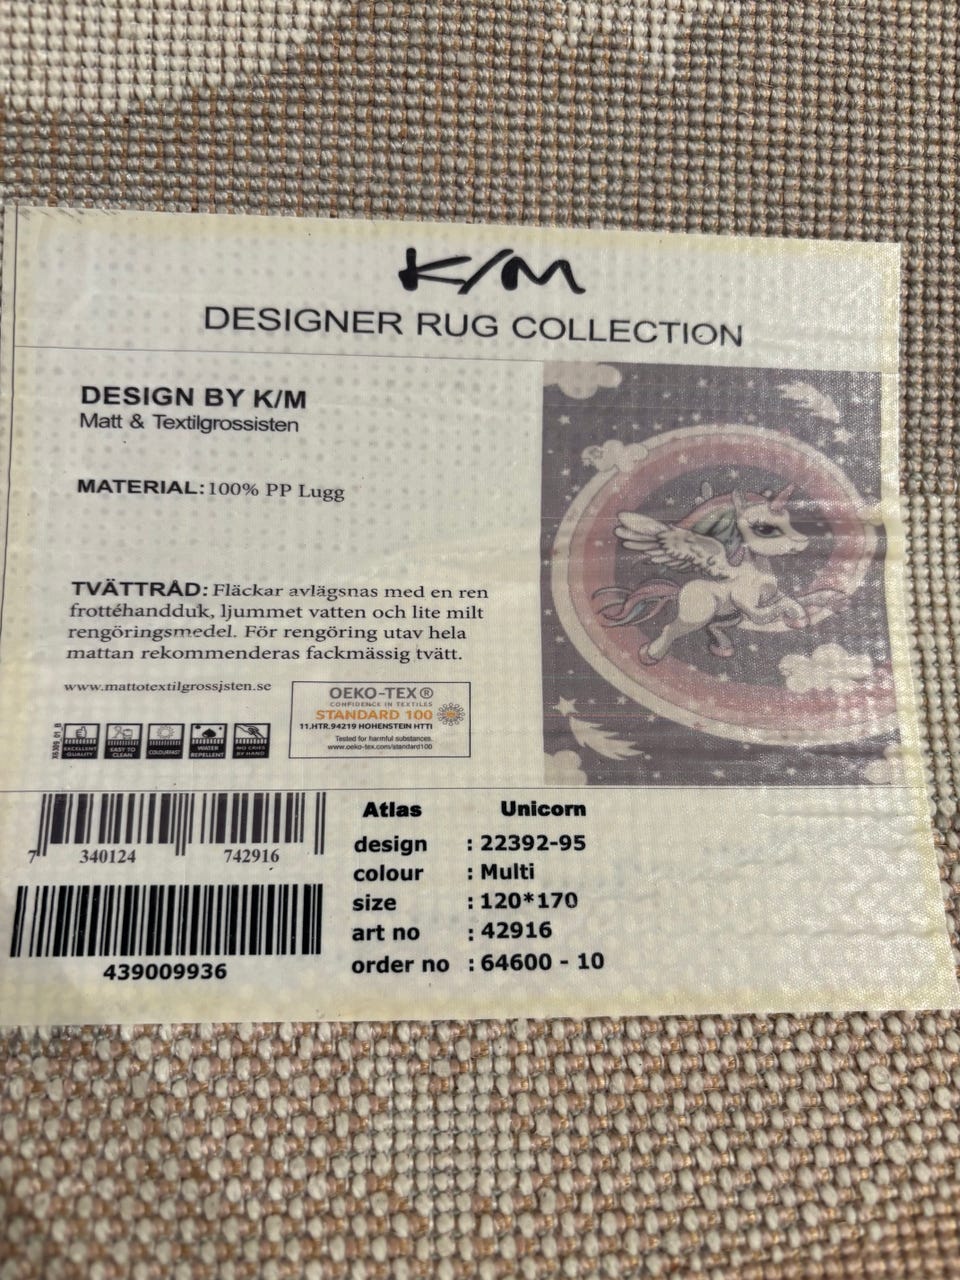 K/M
DESIGNER RUG COLLECTION
DESIGN BY K/M
Matt & Textilgrossisten
MATERIAL: 100% PP Lugg
TVÄTTRÅD: Fläckar avlägsnas med en ren
frottéhandduk, ljummet vatten och lite milt
rengöringsmedel. För rengöring utav hela
mattan rekommenderas fackmässig tvätt.
www.mattotextilgrossjsten.se
OEKO-TEX®
CONFIDENCE IN TEXTILES
STANDARD 100
11.HTR.94219 HOHENSTEIN HTTI
Tested for harmful substances.
www.oeko-tex.com/standard100
EXCELLENT QUALITY
EASY TO CLEAN
COLOURFAST
WATER REPELLENT
BY HAND
7 340124 742916
439009936
Atlas Unicorn
design : 22392-95
colour : Multi
size : 120*170
art no : 42916
order no : 64600 - 10